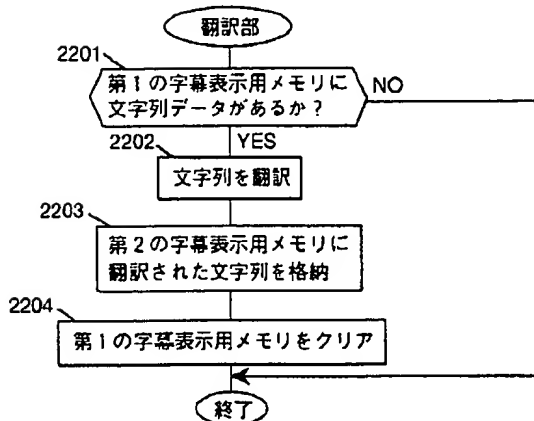 翻訳部
2201
第1の字幕表示用メモリに
文字列データがあるか?
NO
YES
2202
文字列を翻訳
2203
第2の字幕表示用メモリに
翻訳された文字列を格納
2204
第1の字幕表示用メモリをクリア
終了